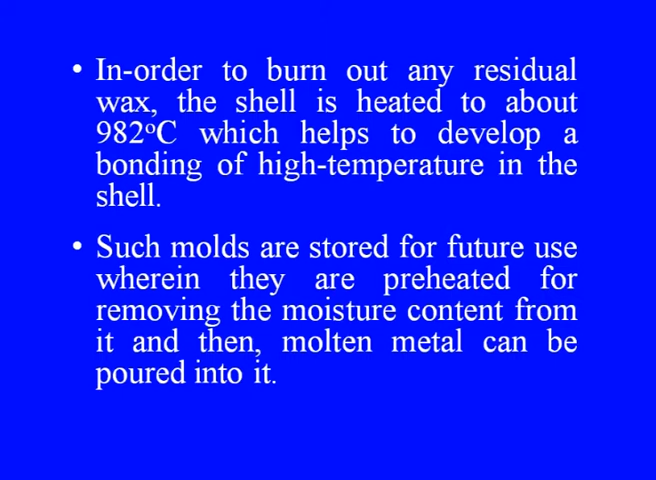 • In-order to burn out any residual
wax, the shell is heated to about
982ºC which helps to develop a
bonding of high-temperature in the
shell.
• Such molds are stored for future use
wherein they are preheated for
removing the moisture content from
it and then, molten metal can be
poured into it.